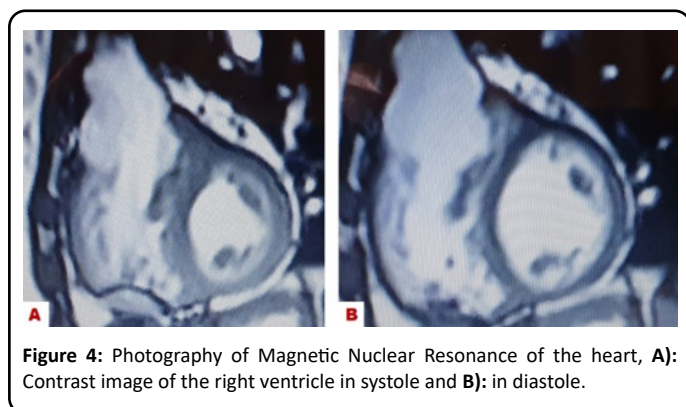 A
B
Figure 4: Photography of Magnetic Nuclear Resonance of the heart, A):
Contrast image of the right ventricle in systole and B): in diastole.